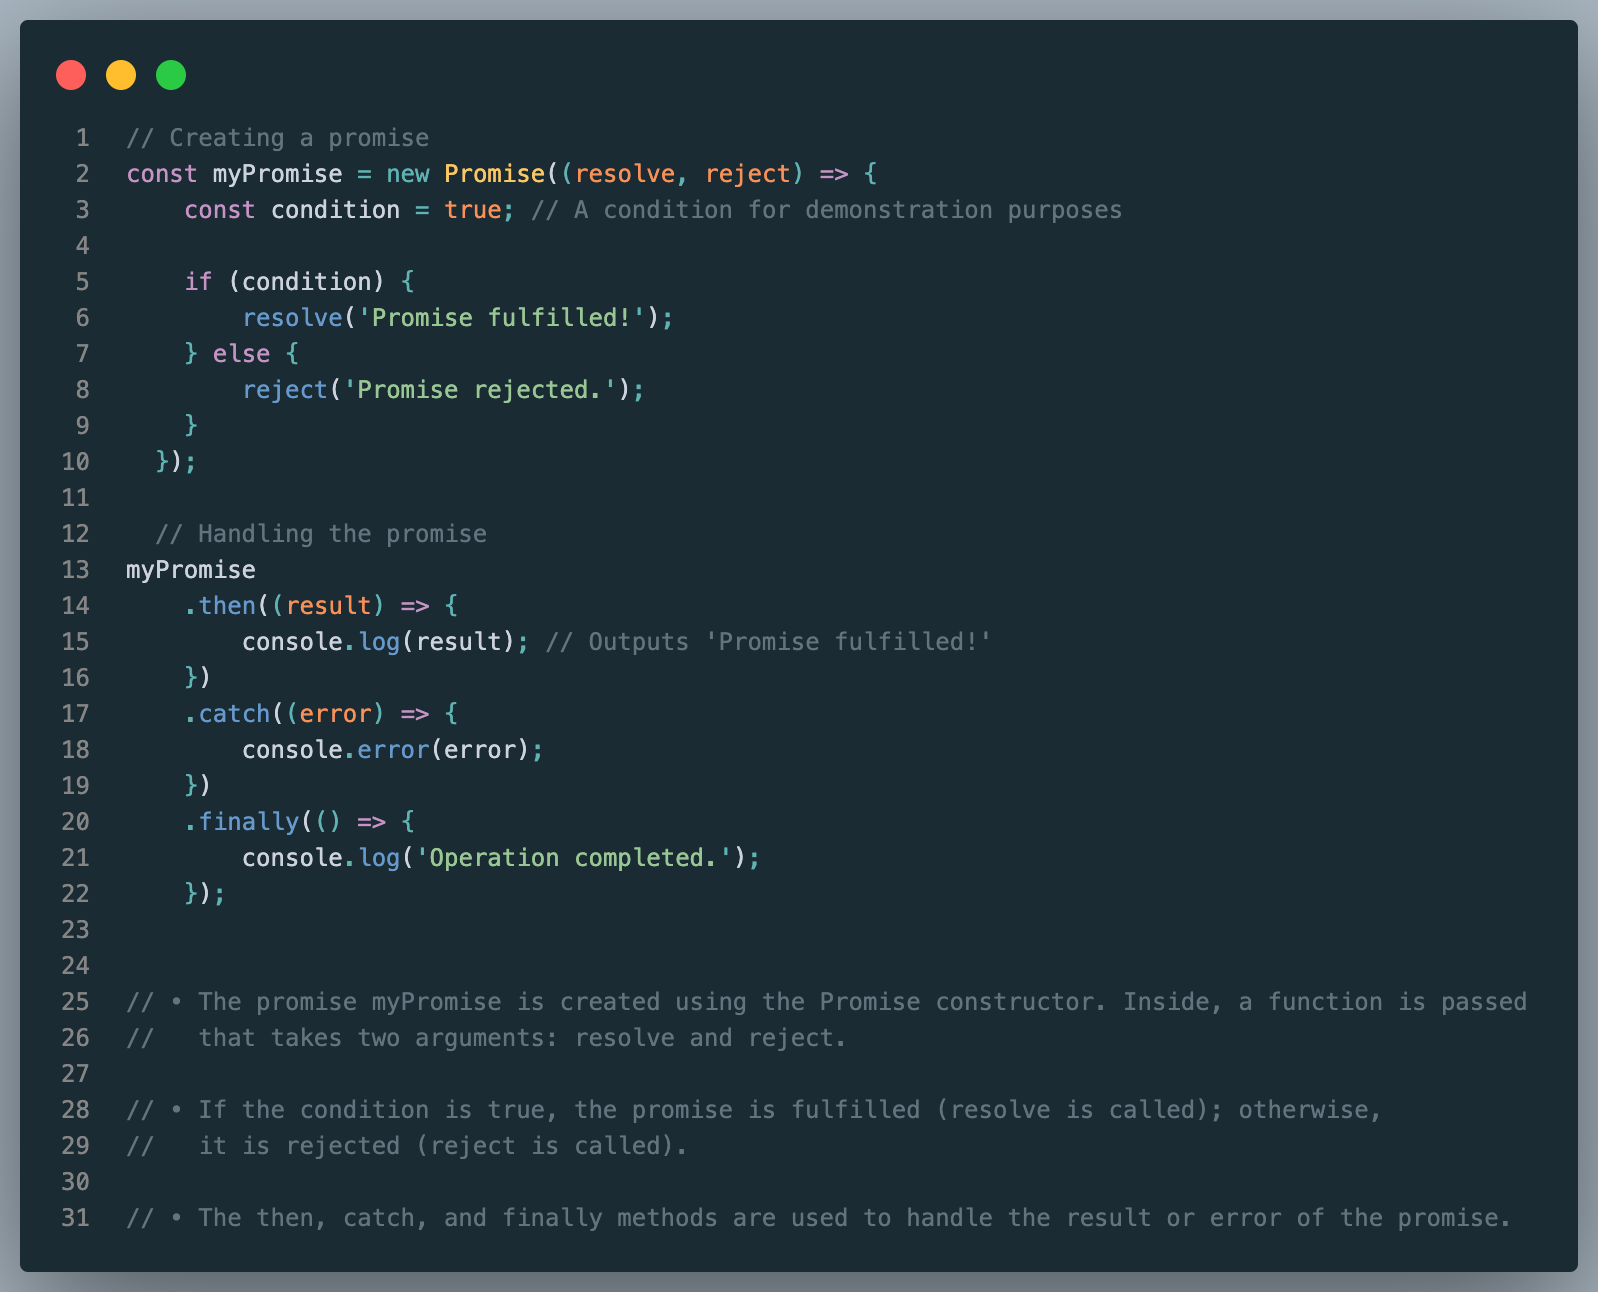 1 // Creating a promise
2 const myPromise = new Promise((resolve, reject) => {
3     const condition = true; // A condition for demonstration purposes
4
5     if (condition) {
6         resolve('Promise fulfilled!');
7     } else {
8         reject('Promise rejected.');
9     }
10   });
11
12   // Handling the promise
13 myPromise
14     .then((result) => {
15         console.log(result); // Outputs 'Promise fulfilled!'
16     })
17     .catch((error) => {
18         console.error(error);
19     })
20     .finally(() => {
21         console.log('Operation completed.');
22     });
23
24
25 // • The promise myPromise is created using the Promise constructor. Inside, a function is passed
26 //   that takes two arguments: resolve and reject.
27
28 // • If the condition is true, the promise is fulfilled (resolve is called); otherwise,
29 //   it is rejected (reject is called).
30
31 // • The then, catch, and finally methods are used to handle the result or error of the promise.